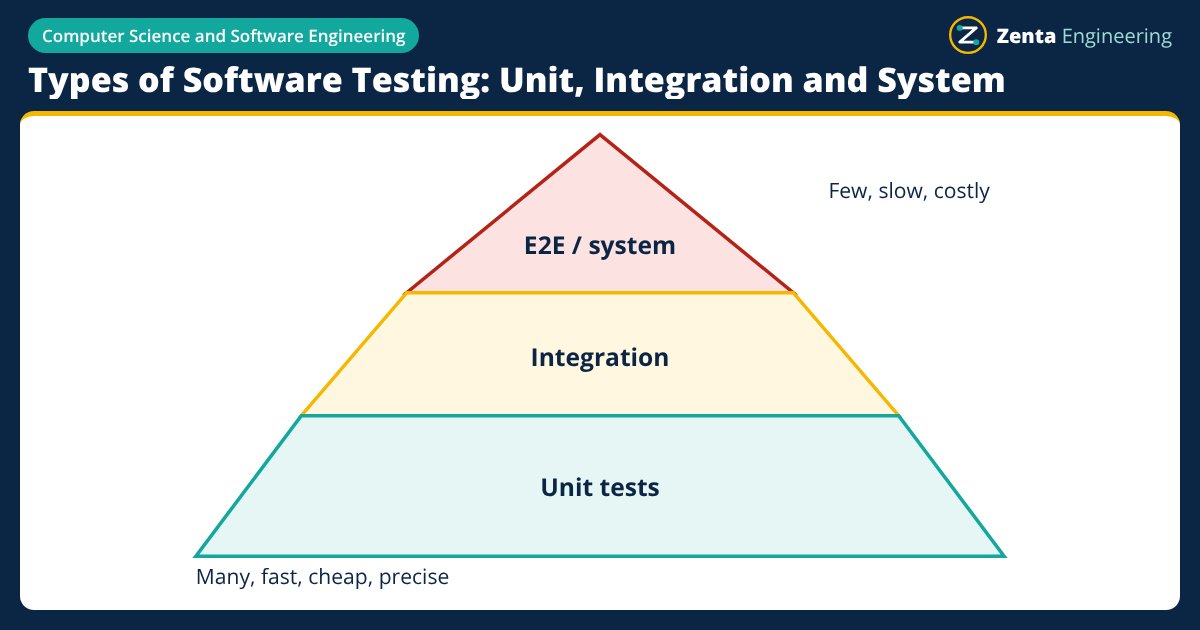 Computer Science and Software Engineering
Zenta Engineering
Types of Software Testing: Unit, Integration and System
Few, slow, costly
E2E / system
Integration
Unit tests
Many, fast, cheap, precise